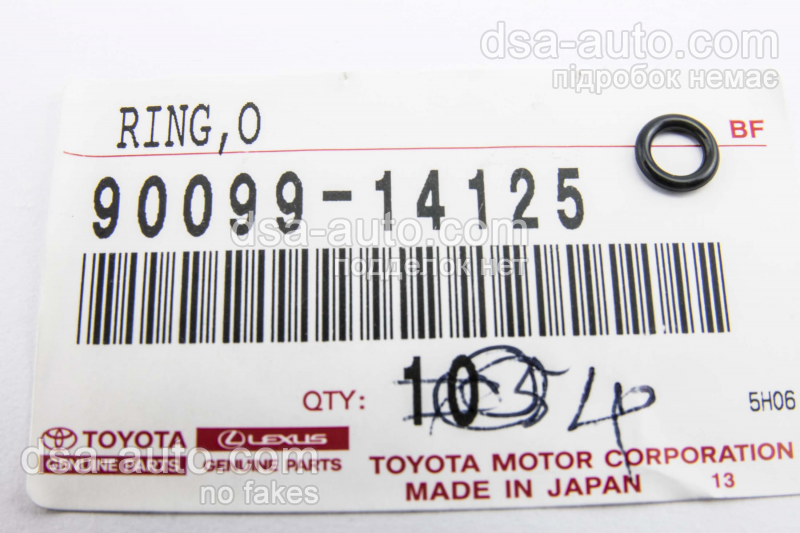 dsa-auto.com
підробок немає
RING,O
BF
90099-14125
dsa-auto.com
подделок нет
QTY: 10 4
5H06
TOYOTA
GENUINE PARTS
LEXUS
GENUINE PARTS
TOYOTA MOTOR CORPORATION
MADE IN JAPAN 13
dsa-auto.com
no fakes